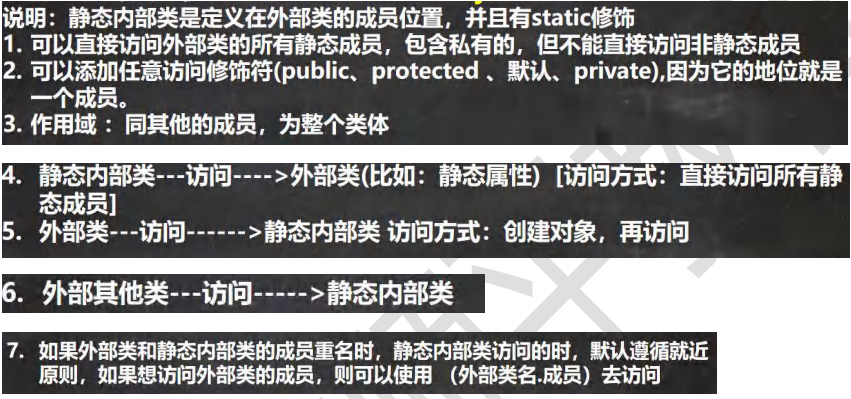 说明：静态内部类是定义在外部类的成员位置，并且有static修饰
1. 可以直接访问外部类的所有静态成员，包含私有的，但不能直接访问非静态成员
2. 可以添加任意访问修饰符(public、protected 、默认、private),因为它的地位就是
一个成员。
3. 作用域 ：同其他的成员，为整个类体
4. 静态内部类---访问---->外部类(比如：静态属性) [访问方式：直接访问所有静
态成员]
5. 外部类---访问------>静态内部类 访问方式：创建对象，再访问
6. 外部其他类---访问----->静态内部类
7. 如果外部类和静态内部类的成员重名时，静态内部类访问的时，默认遵循就近
原则，如果想访问外部类的成员，则可以使用 （外部类名.成员）去访问